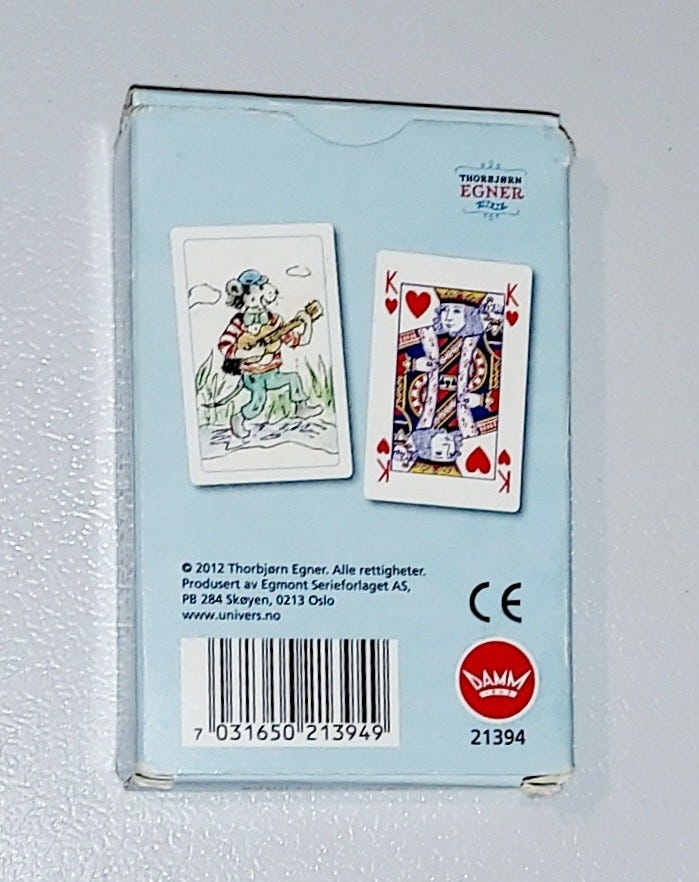 THORBJØRN
EGNER
K K
K K
© 2012 Thorbjørn Egner. Alle rettigheter.
Produsert av Egmont Serieforlaget AS,
PB 284 Skøyen, 0213 Oslo
www.univers.no
CE
DAMM
7 031650 213949
21394